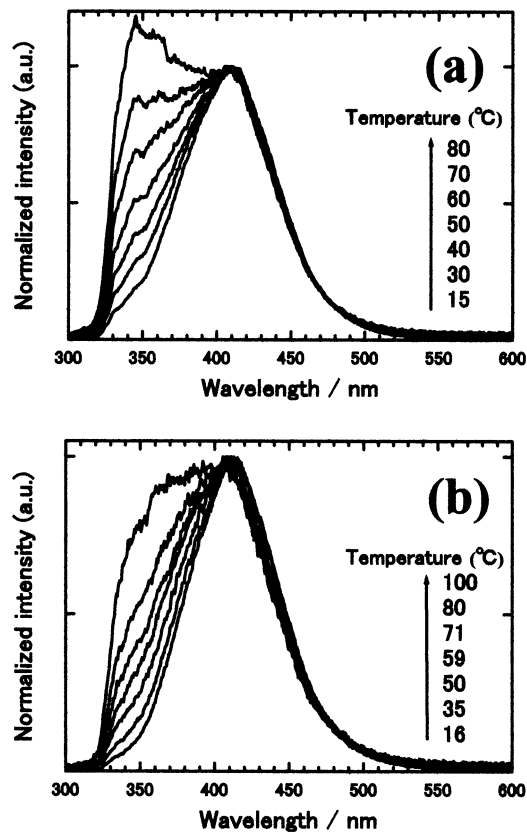 (a)
Normalized intensity (a.u.)
Temperature (°C)
80
70
60
50
40
30
15
300 350 400 450 500 550 600
Wavelength / nm
(b)
Normalized intensity (a.u.)
Temperature (°C)
100
80
71
59
50
35
16
300 350 400 450 500 550 600
Wavelength / nm